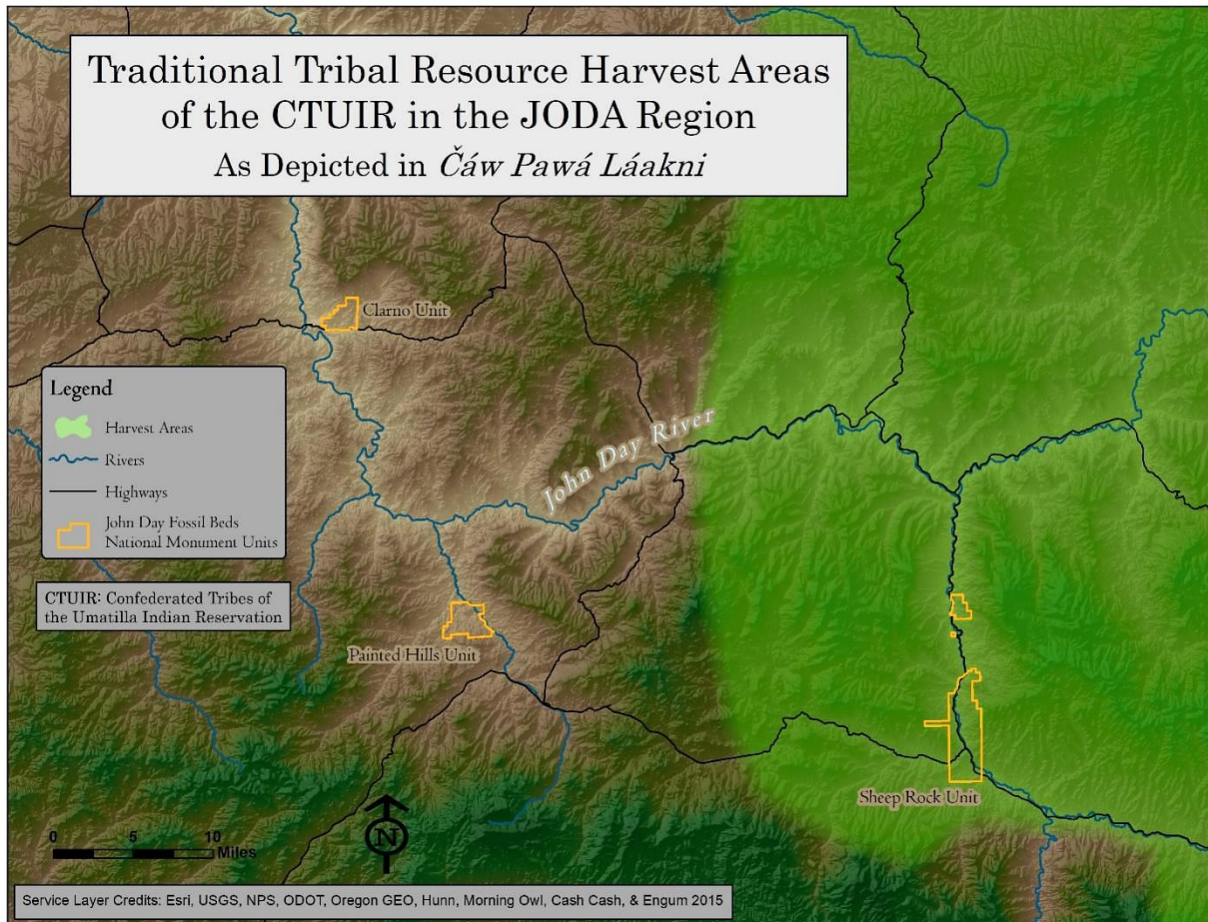 Traditional Tribal Resource Harvest Areas
of the CTUIR in the JODA Region
As Depicted in Čáw Pawá Láakni
Clarno Unit
Legend
Harvest Areas
Rivers
Highways
John Day Fossil Beds
National Monument Units
John Day River
CTUIR: Confederated Tribes of
the Umatilla Indian Reservation
Painted Hills Unit
Sheep Rock Unit
0 5 10
Miles
N
Service Layer Credits: Esri, USGS, NPS, ODOT, Oregon GEO, Hunn, Morning Owl, Cash Cash, & Engum 2015